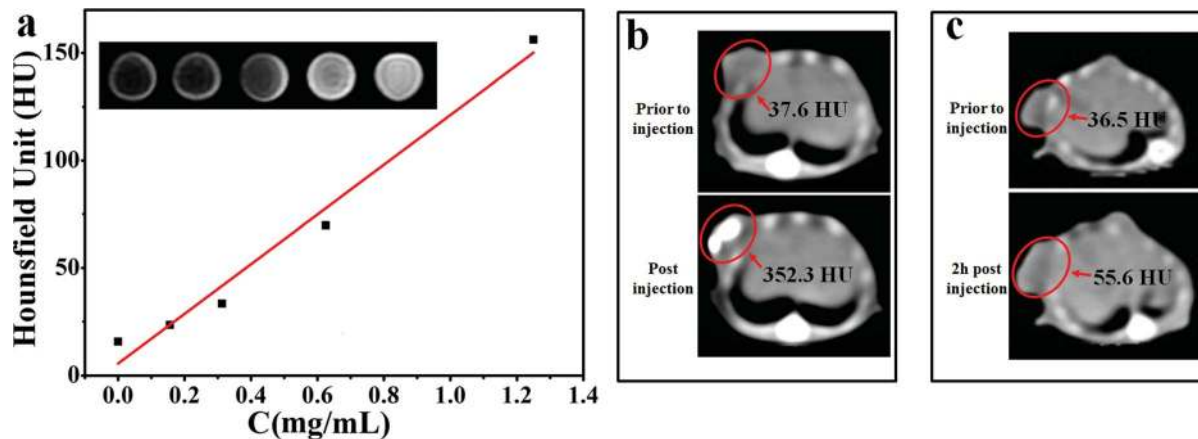 a
Hounsfield Unit (HU)
150
100
50
0
0.0 0.2 0.4 0.6 0.8 1.0 1.2 1.4
C(mg/mL)
b
Prior to
injection
37.6 HU
Post
injection
352.3 HU
c
Prior to
injection
36.5 HU
2h post
injection
55.6 HU